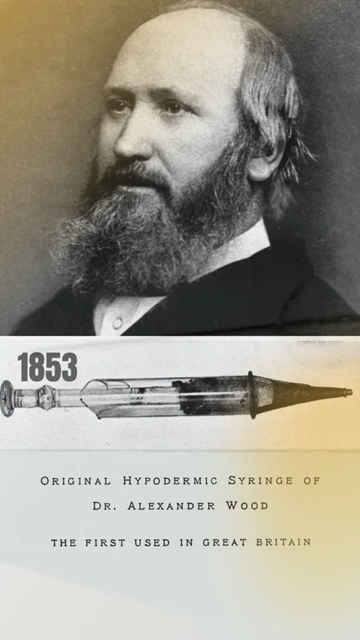 1853
Original Hypodermic Syringe of
Dr. Alexander Wood
the first used in great britain